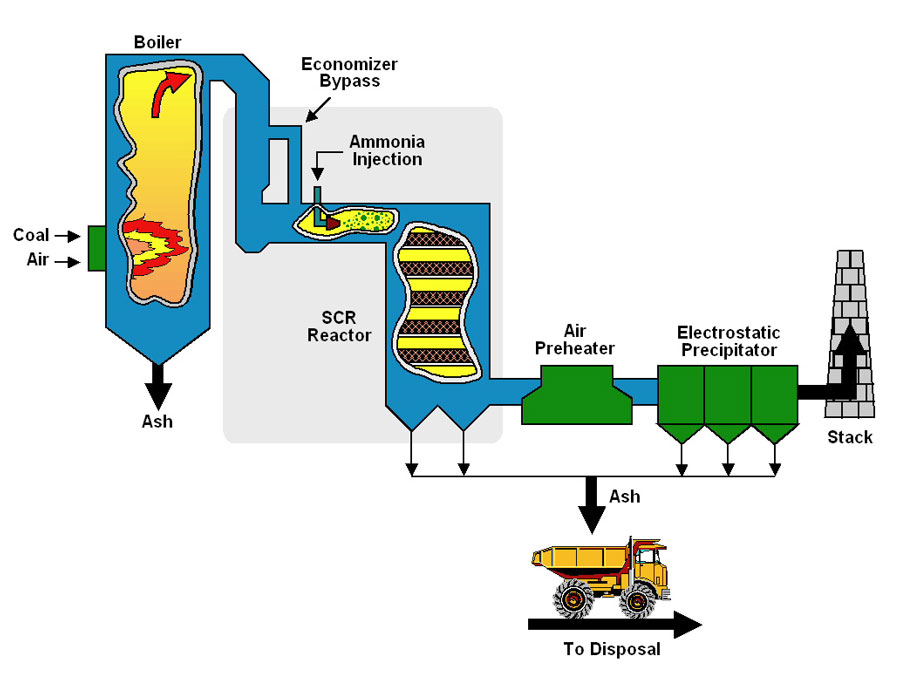 Boiler
Economizer
Bypass
Ammonia
Injection
Coal
Air
SCR
Reactor
Air
Preheater
Electrostatic
Precipitator
Ash
Stack
Ash
To Disposal